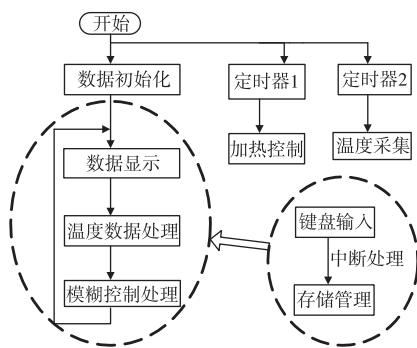 开始
数据初始化
定时器1
定时器2
加热控制
温度采集
数据显示
温度数据处理
模糊控制处理
键盘输入
中断处理
存储管理